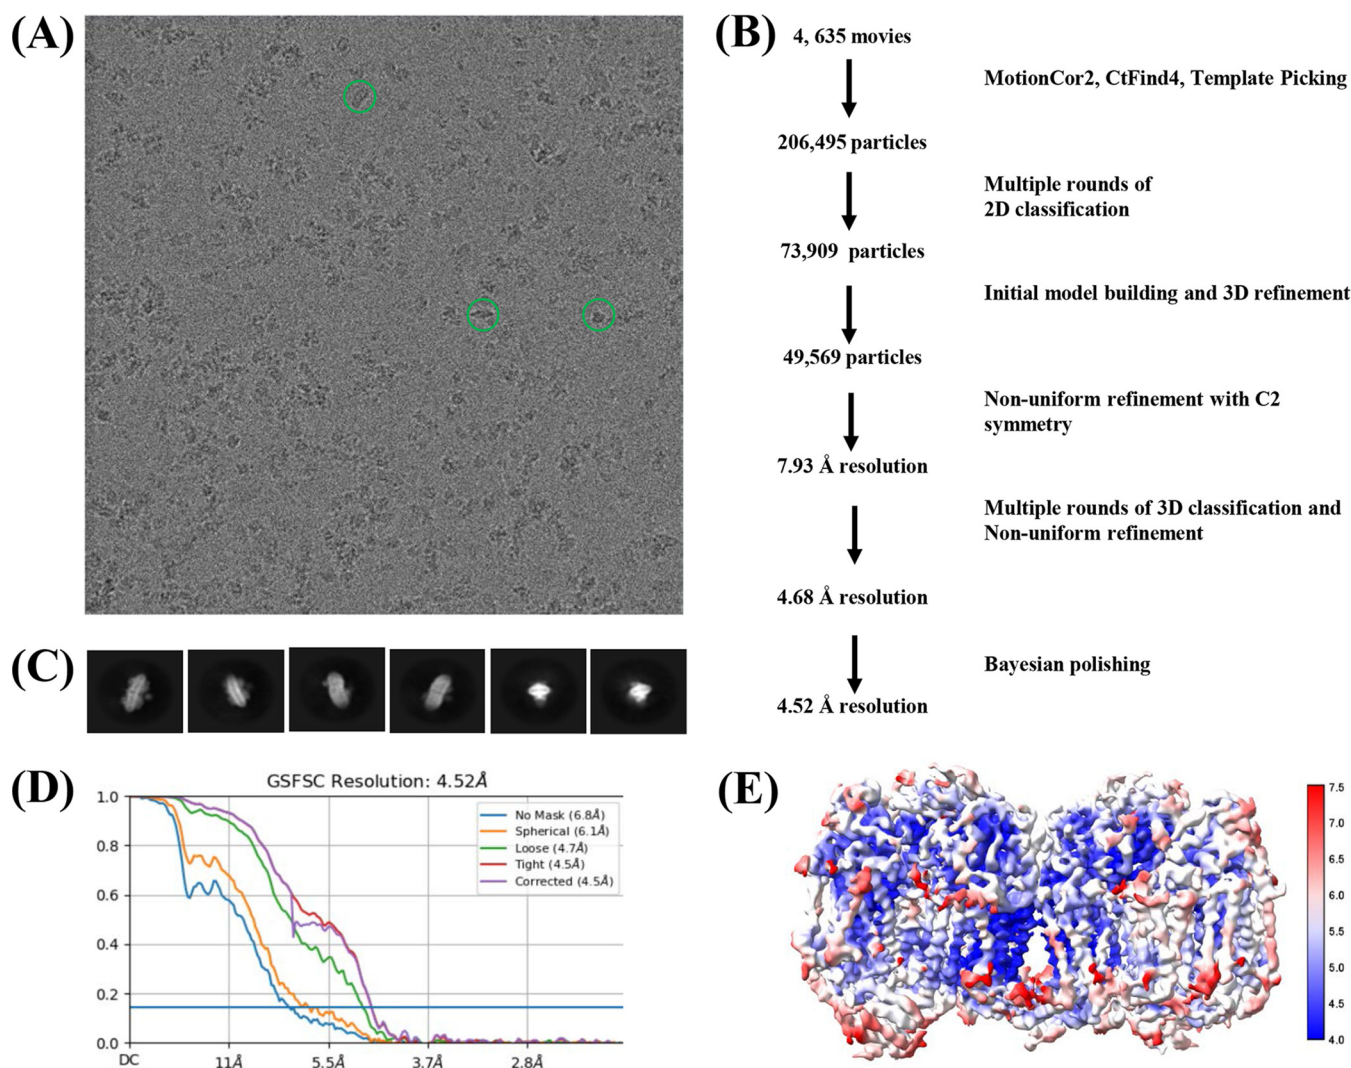 (A)
(B)
4, 635 movies
MotionCor2, CtFind4, Template Picking
206,495 particles
Multiple rounds of
2D classification
73,909 particles
Initial model building and 3D refinement
49,569 particles
Non-uniform refinement with C2
symmetry
7.93 Å resolution
Multiple rounds of 3D classification and
Non-uniform refinement
4.68 Å resolution
Bayesian polishing
4.52 Å resolution
(C)
(D)
GSFSC Resolution: 4.52Å
1.0
0.8
0.6
0.4
0.2
0.0
No Mask (6.8Å)
Spherical (6.1Å)
Loose (4.7Å)
Tight (4.5Å)
Corrected (4.5Å)
DC
11Å
5.5Å
3.7Å
2.8Å
(E)
7.5
7.0
6.5
6.0
5.5
5.0
4.5
4.0